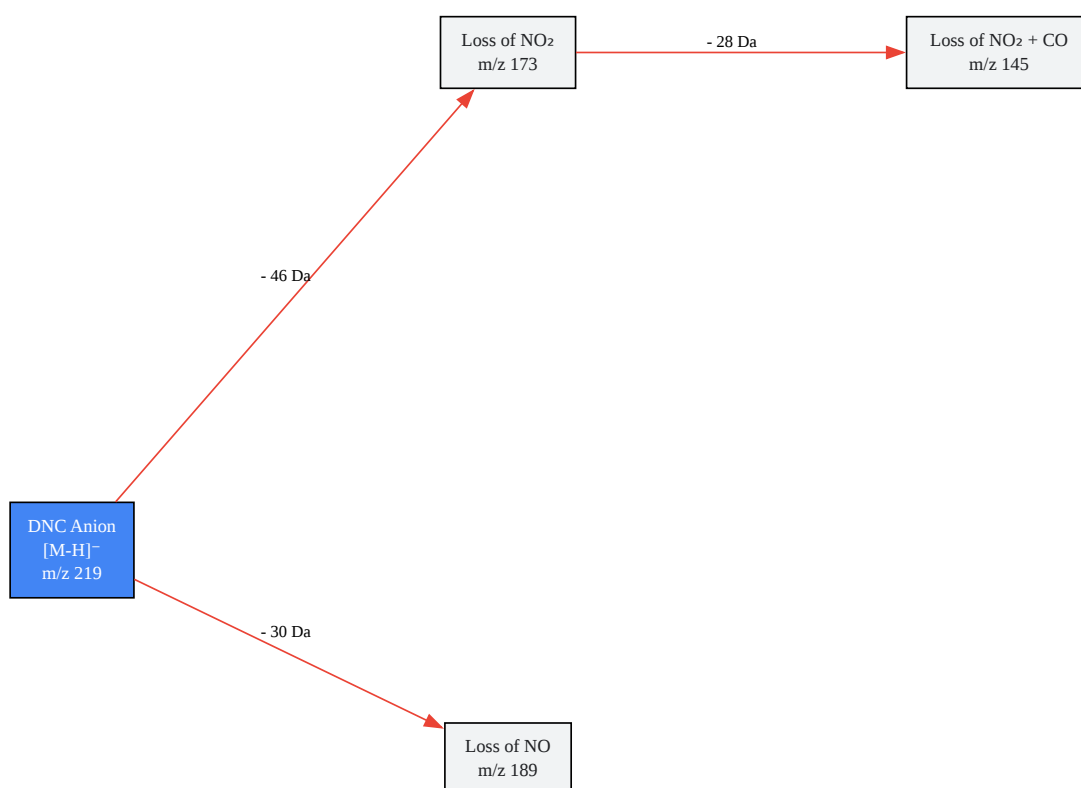 Loss of NO₂
m/z 173
- 28 Da
Loss of NO₂ + CO
m/z 145
- 46 Da
DNC Anion
[M-H]⁻
m/z 219
- 30 Da
Loss of NO
m/z 189